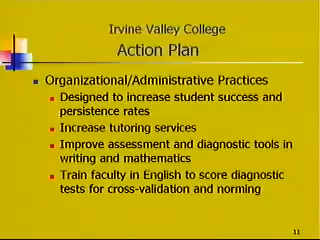 Irvine Valley College
Action Plan
Organizational/Administrative Practices
Designed to increase student success and
persistence rates
Increase tutoring services
Improve assessment and diagnostic tools in
writing and mathematics
Train faculty in English to score diagnostic
tests for cross-validation and norming
11